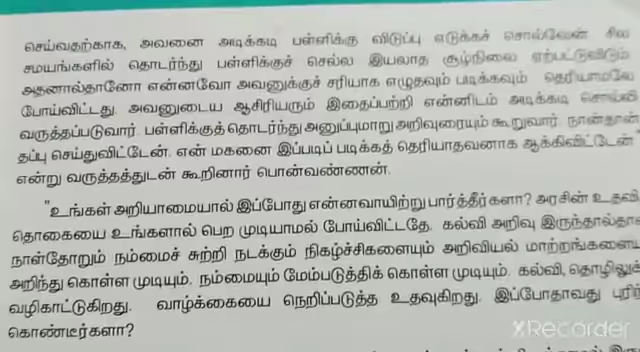 செய்வதற்காக, அவனை அடிக்கடி பள்ளிக்கு விடுப்பு எடுக்கச் சொல்வேன். சில
சமயங்களில் தொடர்ந்து பள்ளிக்குச் செல்ல இயலாத சூழ்நிலை ஏற்பட்டுவிடும்.
அதனால்தானோ என்னவோ அவனுக்குச் சரியாக எழுதவும் படிக்கவும் தெரியாமலே
போய்விட்டது. அவனுடைய ஆசிரியரும் இதைப்பற்றி என்னிடம் அடிக்கடி சொல்லி
வருத்தப்படுவார். பள்ளிக்குத் தொடர்ந்து அனுப்புமாறு அறிவுரையும் கூறுவார். நான்தான்
தப்பு செய்துவிட்டேன். என் மகனை இப்படிப் படிக்கத் தெரியாதவனாக ஆக்கிவிட்டேன்"
என்று வருத்தத்துடன் கூறினார் பொன்வண்ணன்.
"உங்கள் அறியாமையால் இப்போது என்னவாயிற்று பார்த்தீர்களா? அரசின் உதவி
தொகையை உங்களால் பெற முடியாமல் போய்விட்டதே. கல்வி அறிவு இருந்தால்தா
நாள்தோறும் நம்மைச் சுற்றி நடக்கும் நிகழ்ச்சிகளையும் அறிவியல் மாற்றங்களை
அறிந்து கொள்ள முடியும். நம்மையும் மேம்படுத்திக் கொள்ள முடியும். கல்வி, தொழிலுக்
வழிகாட்டுகிறது. வாழ்க்கையை நெறிப்படுத்த உதவுகிறது. இப்போதாவது புரிந்
கொண்டீர்களா?
XRecorder